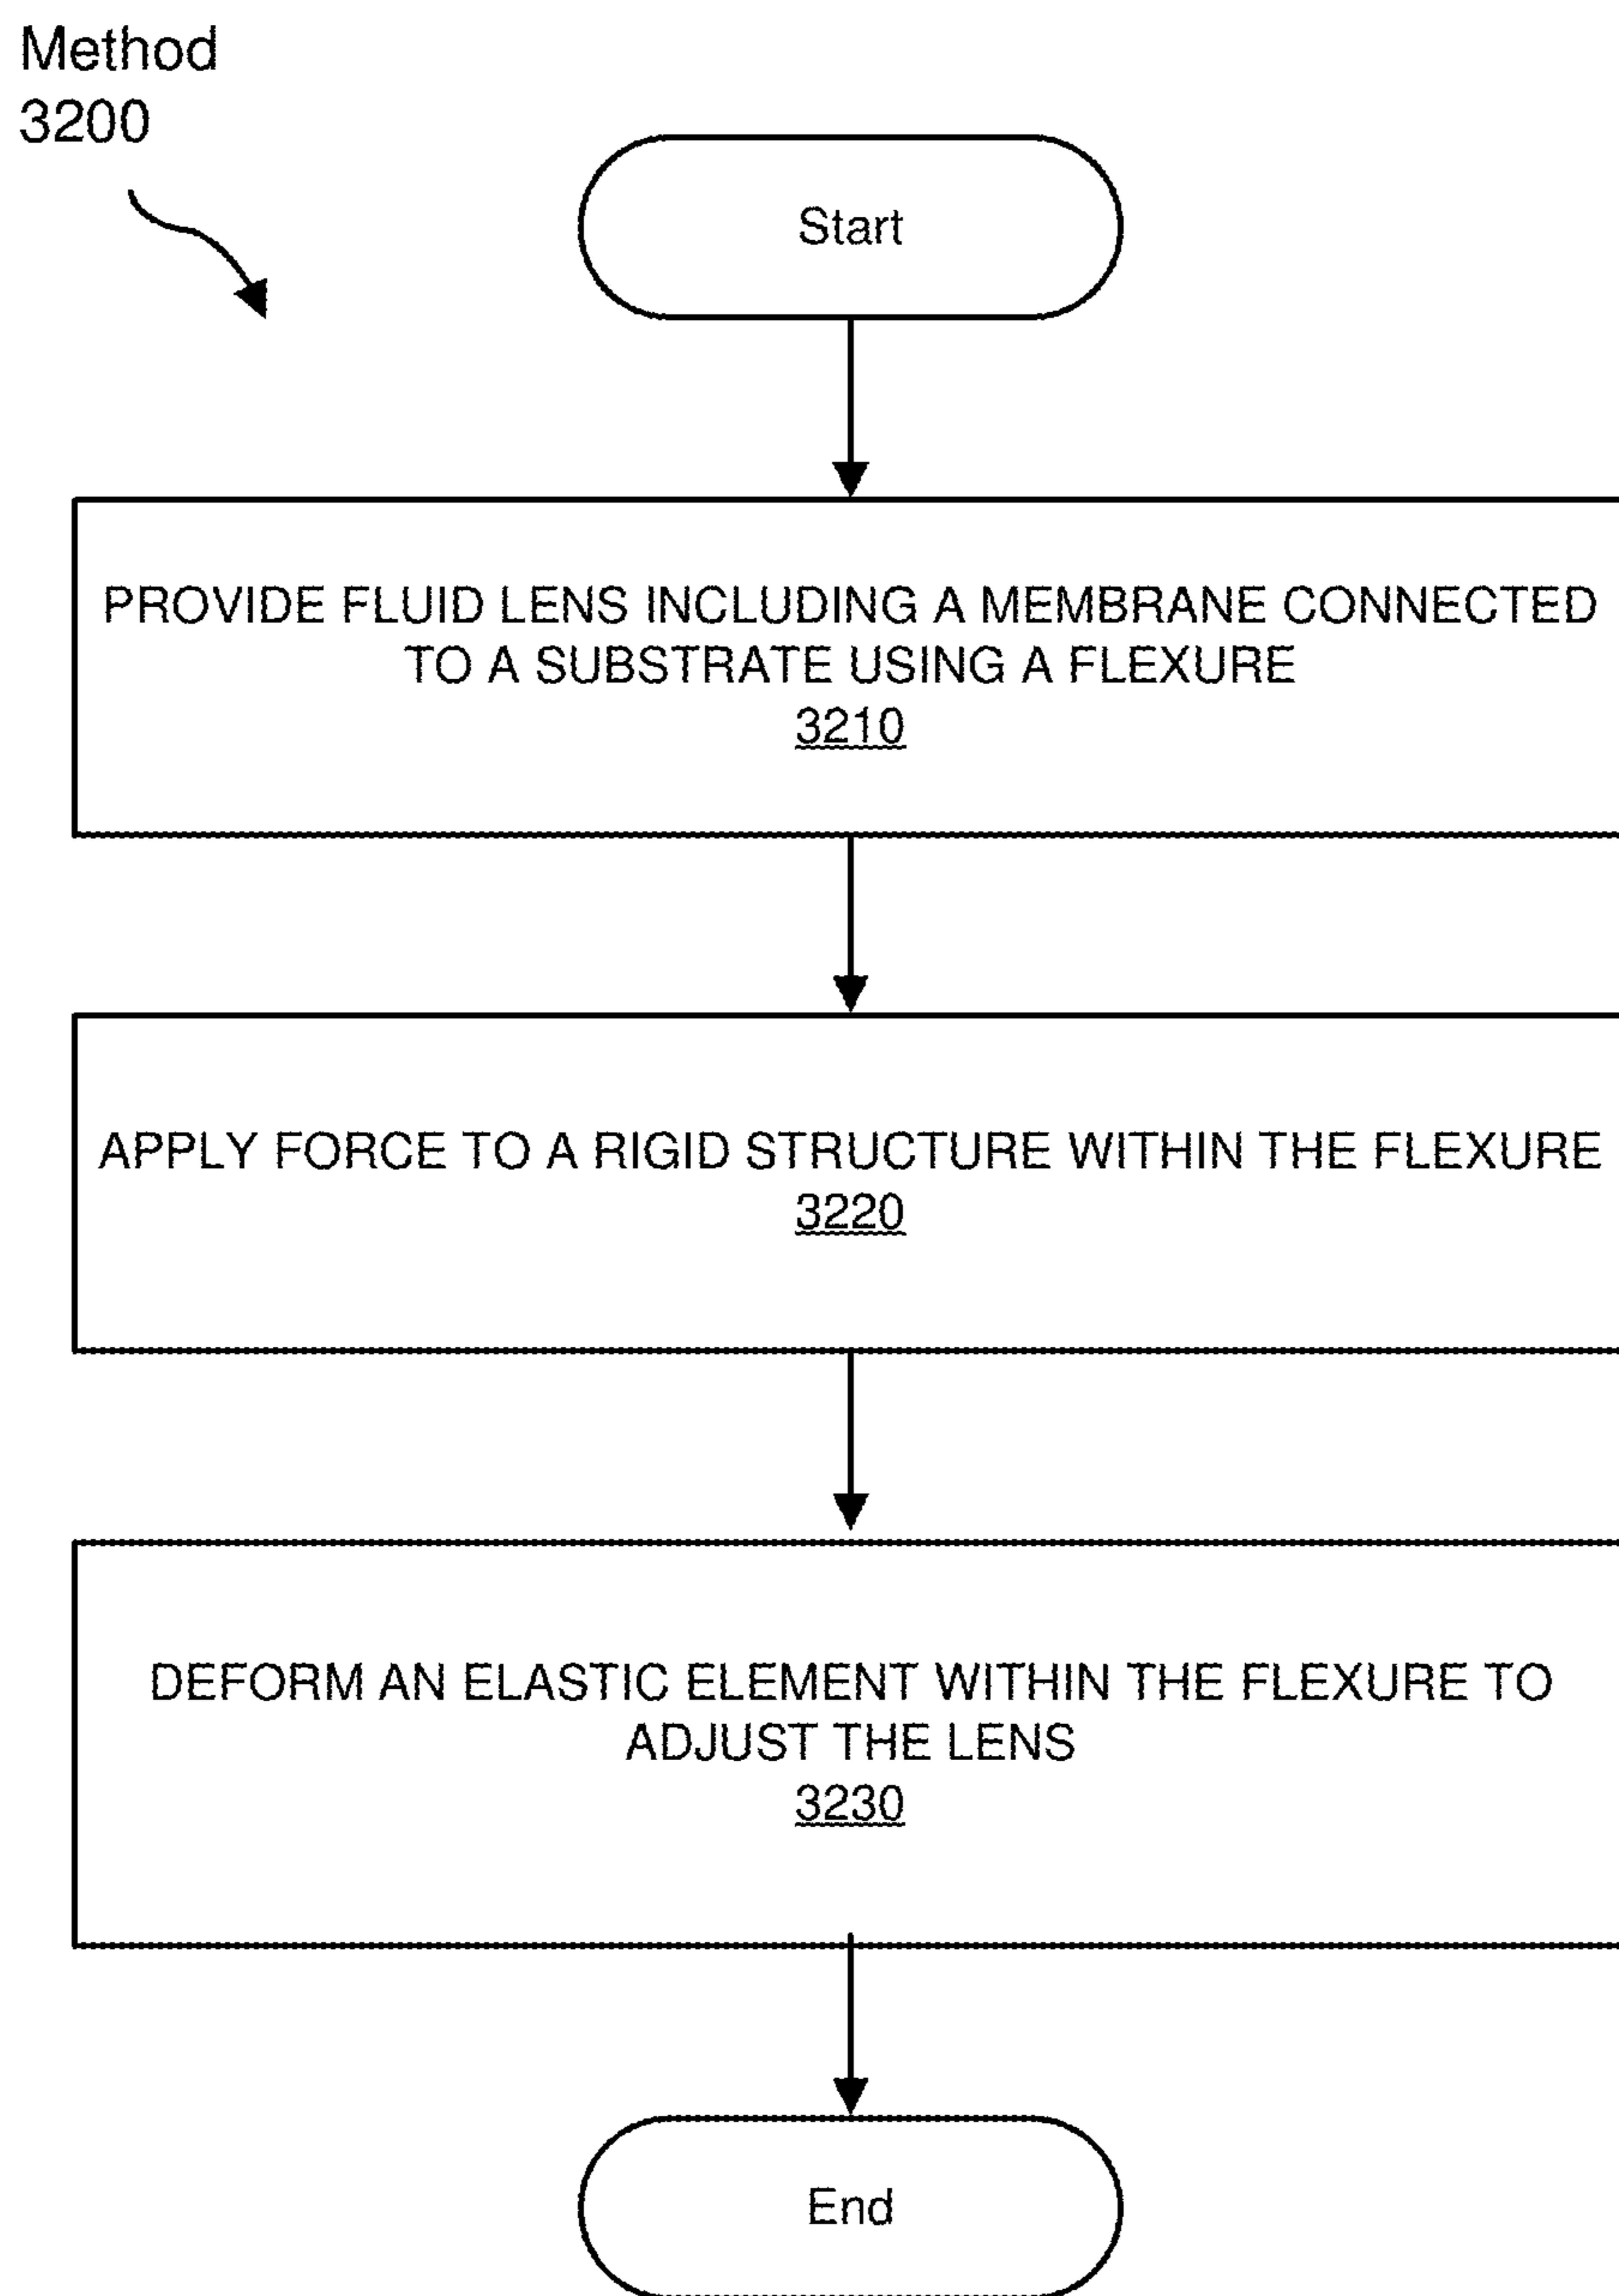 Method
3200
Start
PROVIDE FLUID LENS INCLUDING A MEMBRANE CONNECTED
TO A SUBSTRATE USING A FLEXURE
3210
APPLY FORCE TO A RIGID STRUCTURE WITHIN THE FLEXURE
3220
DEFORM AN ELASTIC ELEMENT WITHIN THE FLEXURE TO
ADJUST THE LENS
3230
End